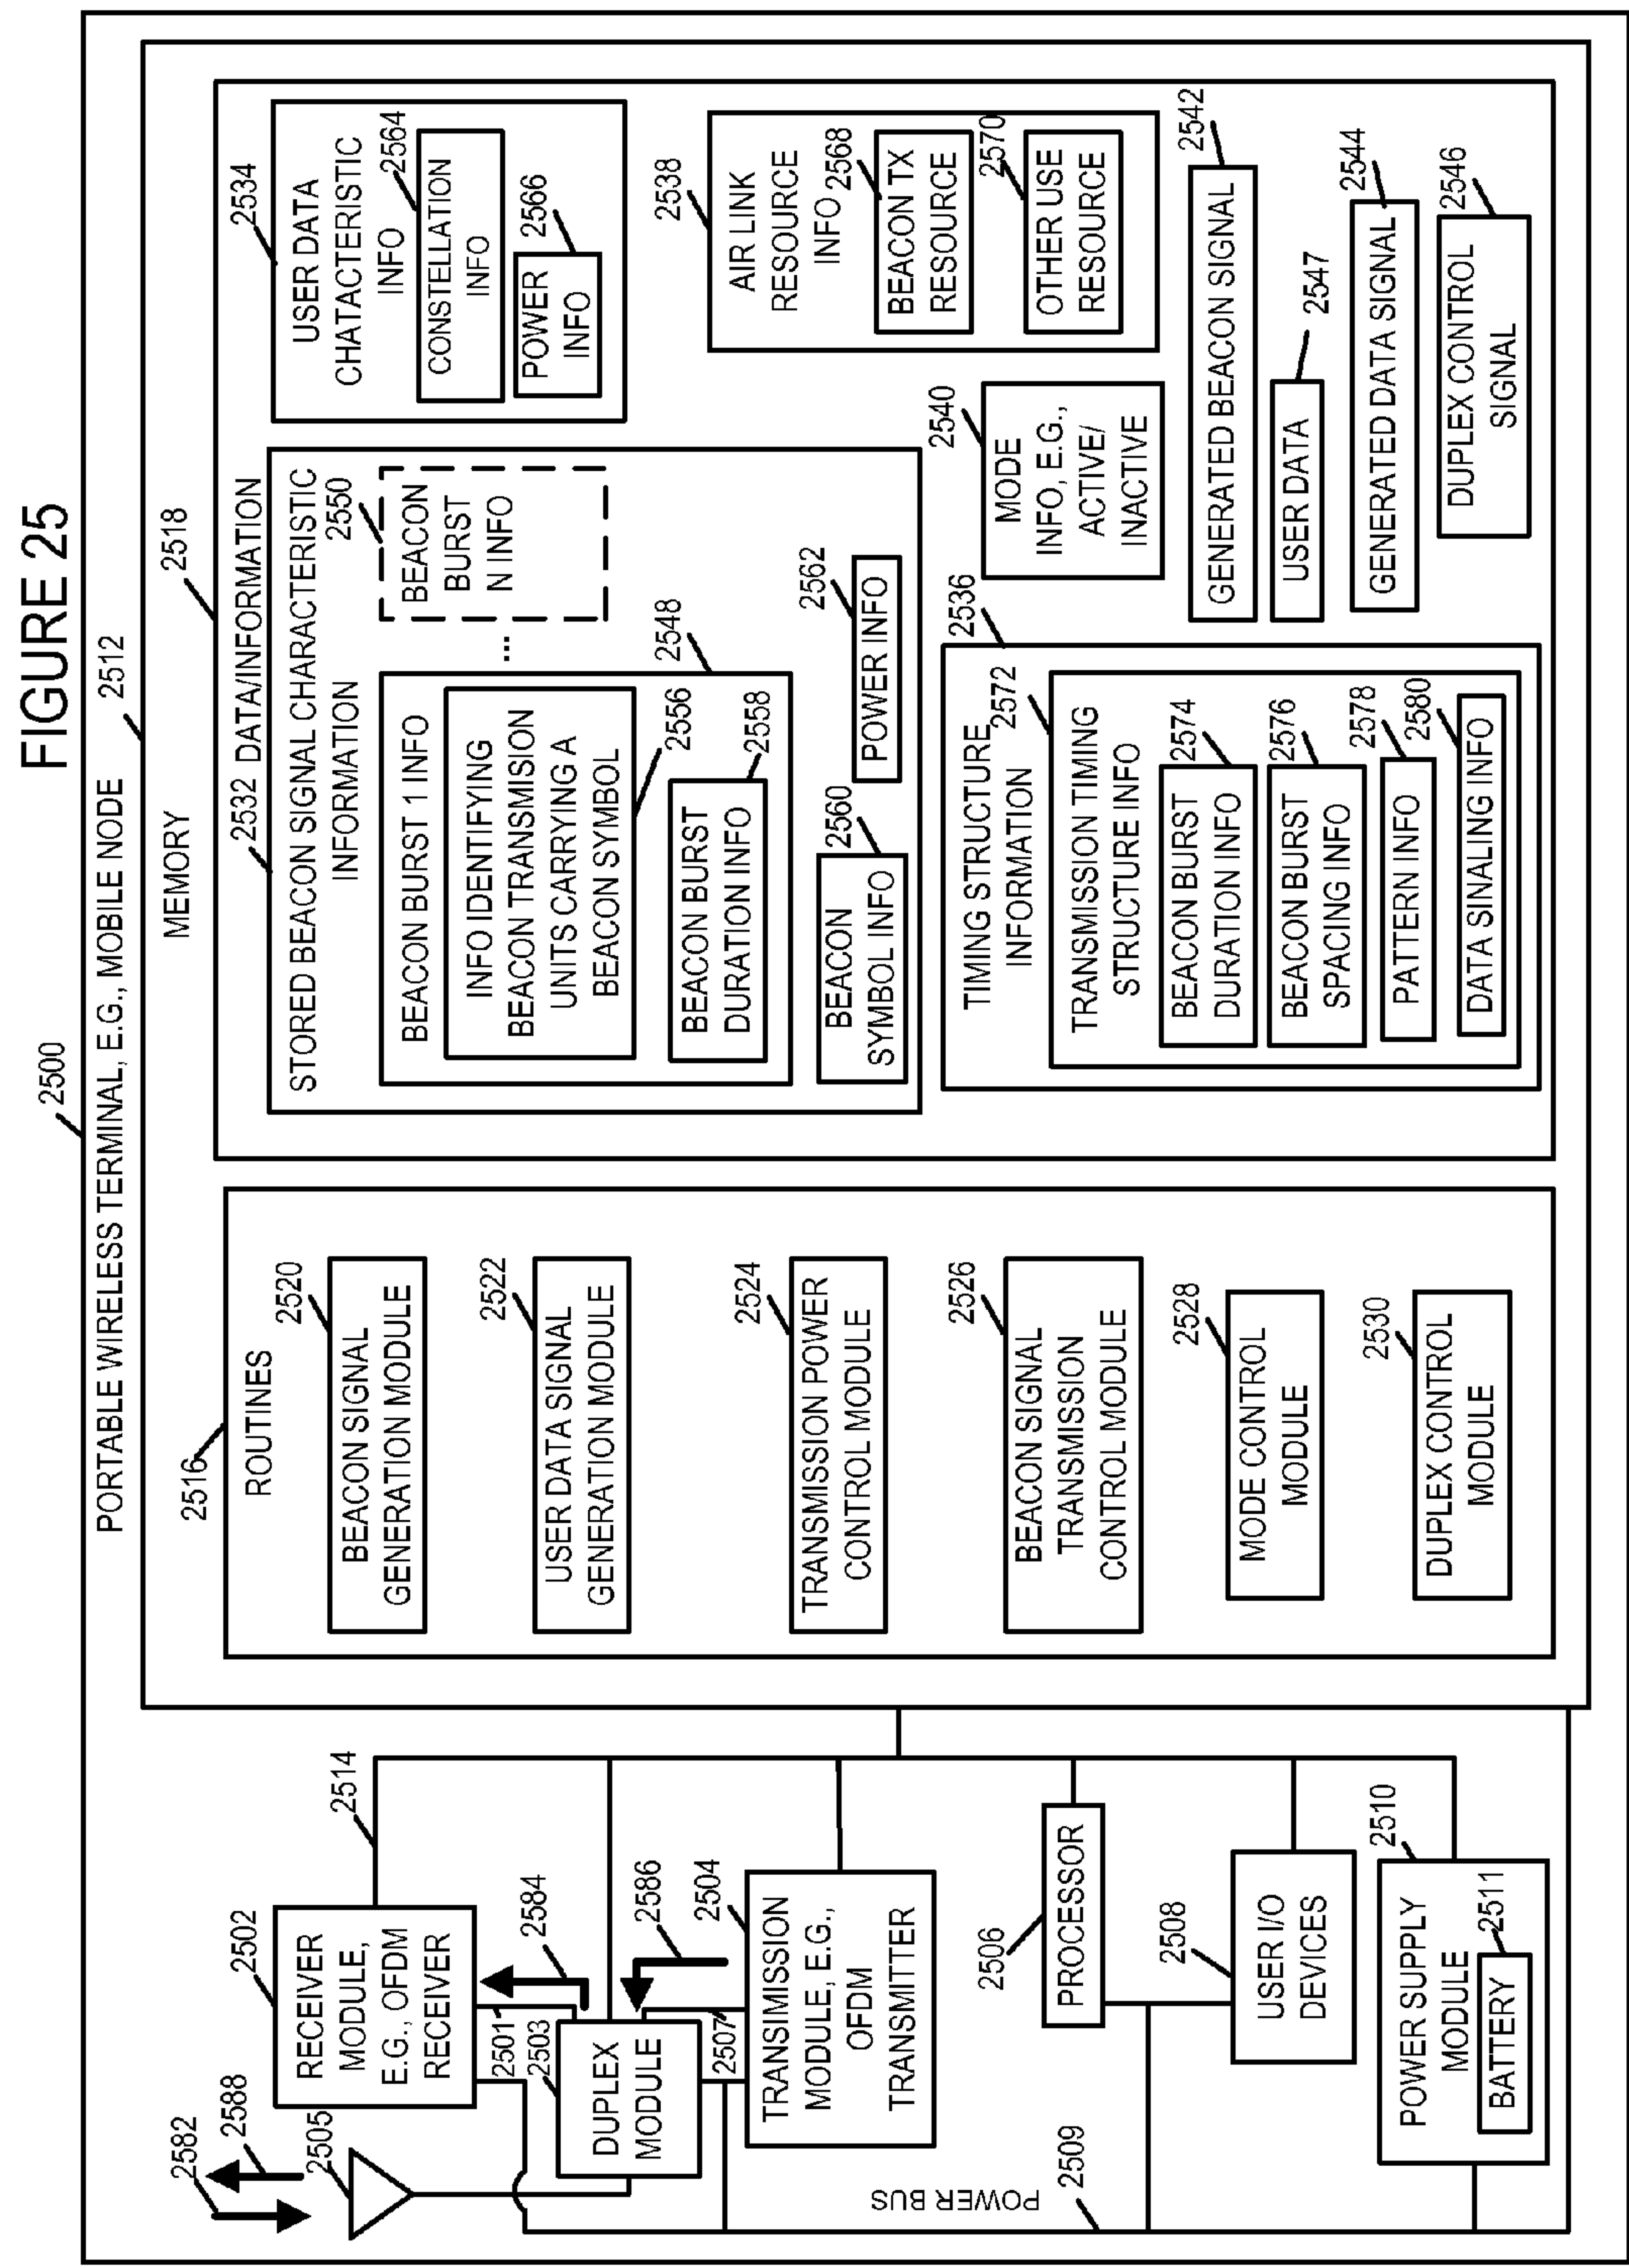 FIGURE 25
2500
PORTABLE WIRELESS TERMINAL, E.G., MOBILE NODE
2512
MEMORY
2582
2588
2505
2502
RECEIVER
MODULE,
E.G., OFDM
RECEIVER
2514
2501
2584
2503
DUPLEX
MODULE
2586
2507
2504
TRANSIMISSION
MODULE, E.G.,
OFDM
TRANSMITTER
POWER BUS
2509
2506
PROCESSOR
2508
USER I/O
DEVICES
2510
POWER SUPPLY
MODULE
2511
BATTERY
2516
ROUTINES
2520
BEACON SIGNAL
GENERATION MODULE
2522
USER DATA SIGNAL
GENERATION MODULE
2524
TRANSMISSION POWER
CONTROL MODULE
2526
BEACON SIGNAL
TRANSMISSION
CONTROL MODULE
2528
MODE CONTROL
MODULE
2530
DUPLEX CONTROL
MODULE
2518
DATA/INFORMATION
2532
STORED BEACON SIGNAL CHARACTERISTIC
INFORMATION
BEACON BURST 1 INFO
INFO IDENTIFYING
BEACON TRANSMISION
UNITS CARRYING A
BEACON SYMBOL
2556
BEACON BURST
DURATION INFO
2558
2548
...
2550
BEACON
BURST
N INFO
2560
BEACON
SYMBOL INFO
2562
POWER INFO
2534
USER DATA
CHATACTERISTIC
INFO
2564
CONSTELLATION
INFO
2566
POWER
INFO
2538
AIR LINK
RESOURCE
INFO
2568
BEACON TX
RESOURCE
2570
OTHER USE
RESOURCE
2536
TIMING STRUCTURE
INFORMATION
2572
TRANSMISSION TIMING
STRUCTURE INFO
2574
BEACON BURST
DURATION INFO
2576
BEACON BURST
SPACING INFO
2578
PATTERN INFO
2580
DATA SINALING INFO
2540
MODE
INFO, E.G.,
ACTIVE/
INACTIVE
2542
GENERATED BEACON SIGNAL
2547
USER DATA
2544
GENERATED DATA SIGNAL
2546
DUPLEX CONTROL
SIGNAL